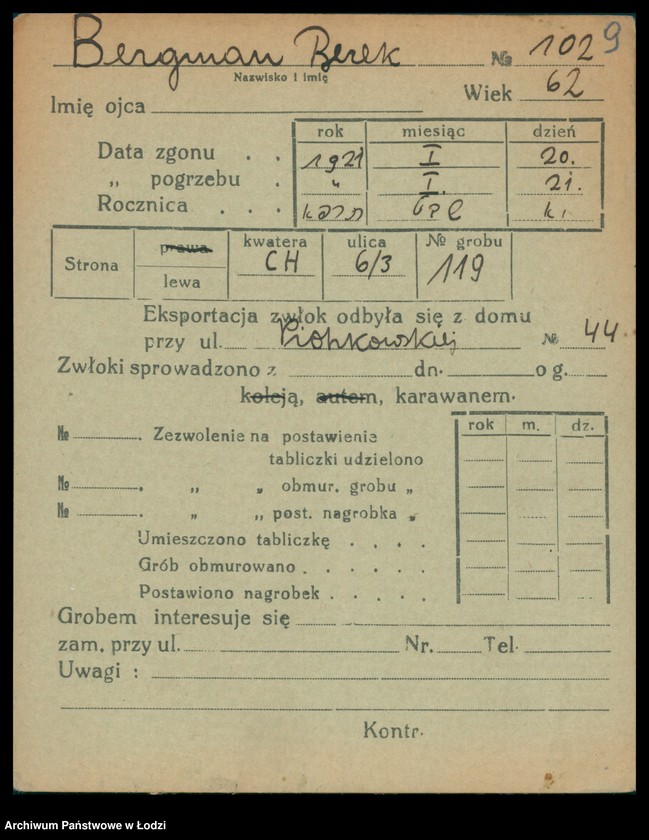 Bergman Berek № 102 9
Nazwisko i imię
Imię ojca Wiek 62
rok miesiąc dzień
Data zgonu . . 1921 I 20.
„ pogrzebu . " I. 21.
Rocznica . . .
Strona prawa lewa kwatera CH ulica 6/3 № grobu 119
Eksportacja zwłok odbyła się z domu
przy ul. Piotrkowskiej № 44
Zwłoki sprowadzono z dn. o g.
koleją, autem, karawanem.
rok m. dz.
№ . Zezwolenie na postawienie
tabliczki udzielono
№ . „ „ obmur. grobu „
№ . „ „ post. nagrobka „
Umieszczono tabliczkę . . . .
Grób obmurowano . . . . .
Postawiono nagrobek . . . .
Grobem interesuje się
zam. przy ul. Nr. Tel.
Uwagi :
Kontr.
Archiwum Państwowe w Łodzi